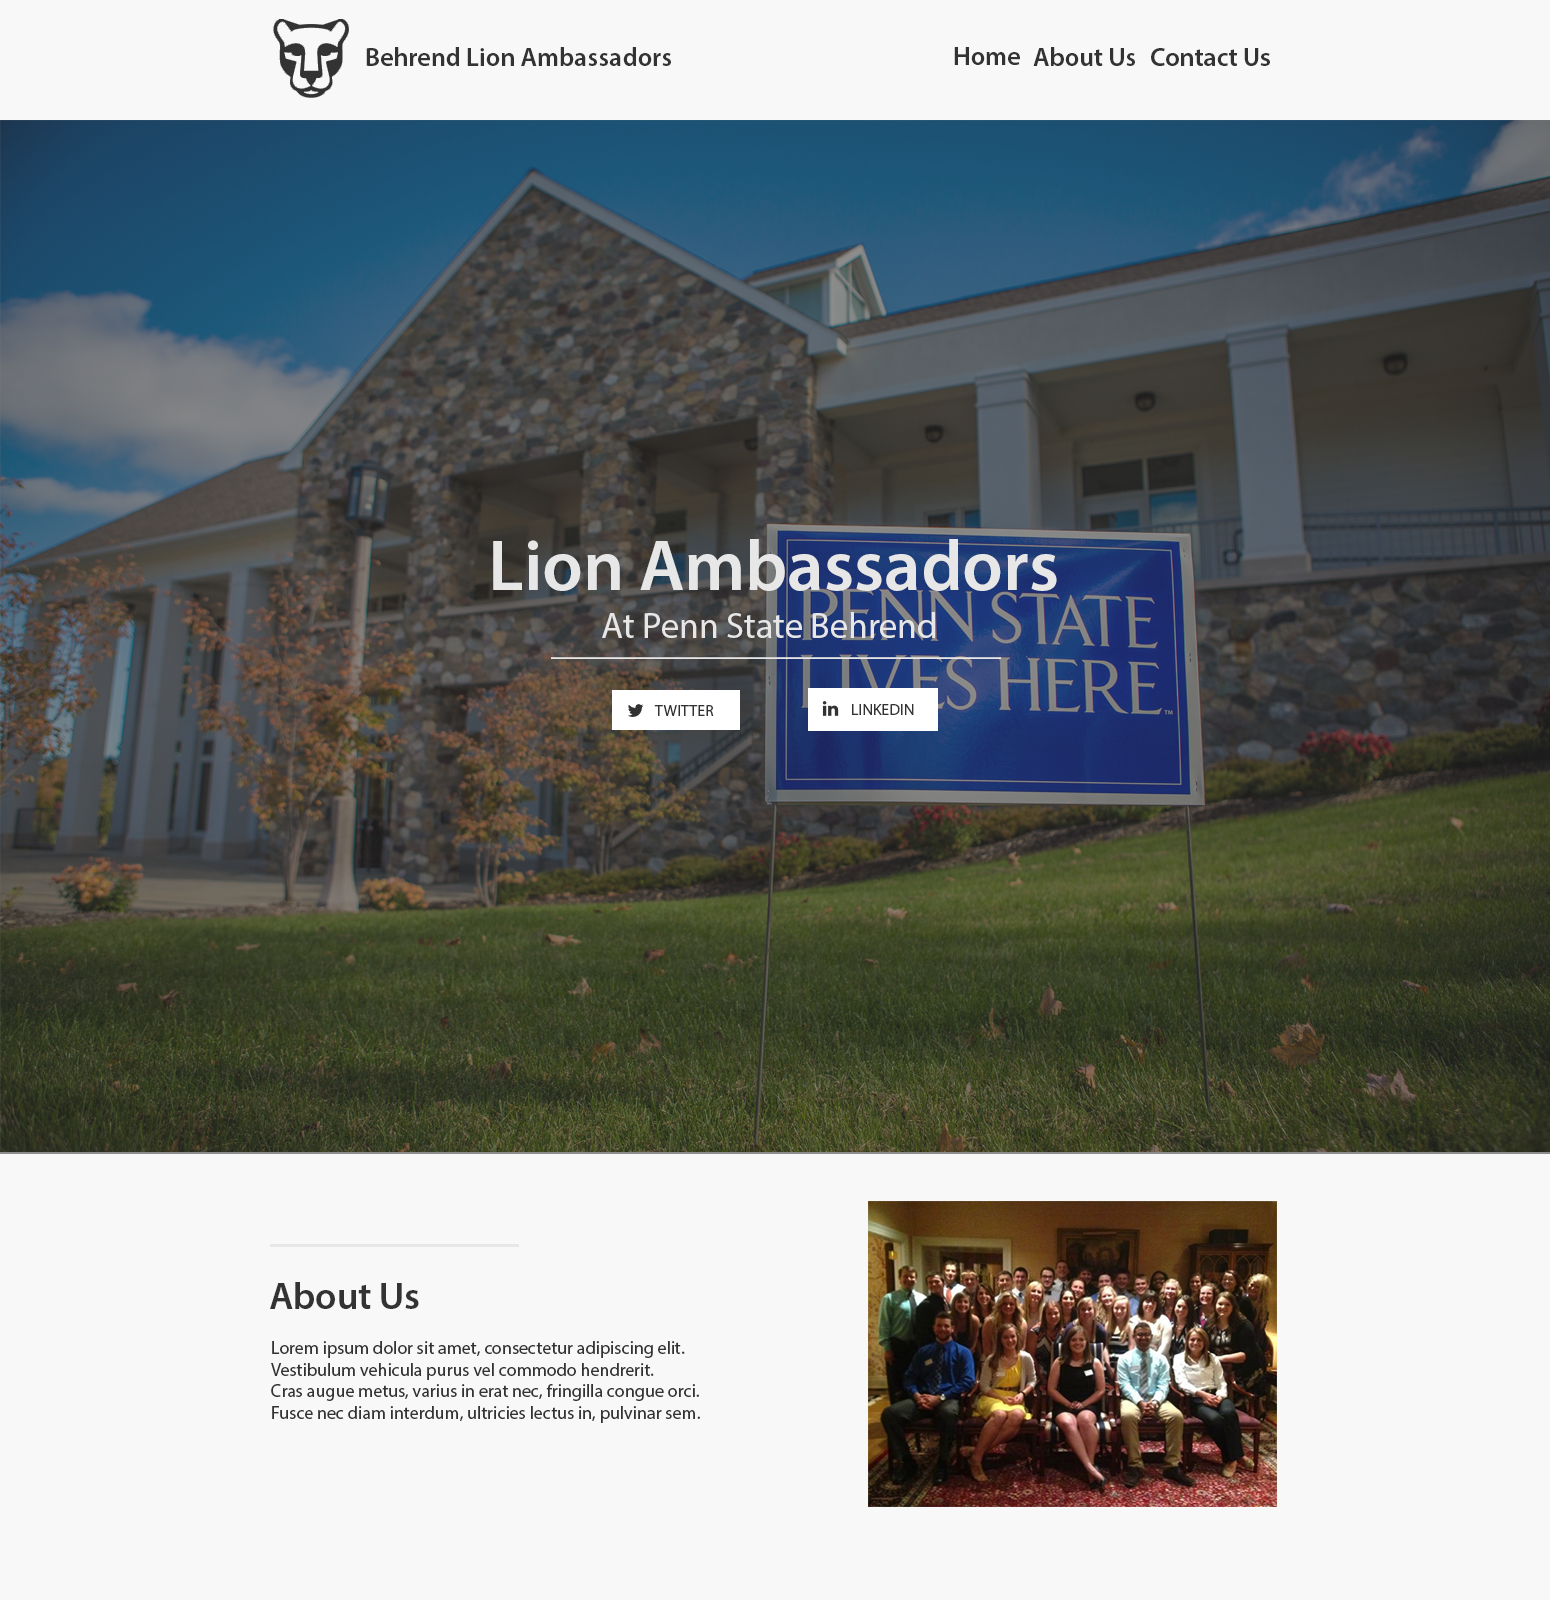 Behrend Lion Ambassadors
Home About Us Contact Us
Lion Ambassadors
At Penn State Behrend
PENN STATE
LIVES HERE™
TWITTER
LINKEDIN
About Us
Lorem ipsum dolor sit amet, consectetur adipiscing elit.
Vestibulum vehicula purus vel commodo hendrerit.
Cras augue metus, varius in erat nec, fringilla congue orci.
Fusce nec diam interdum, ultricies lectus in, pulvinar sem.